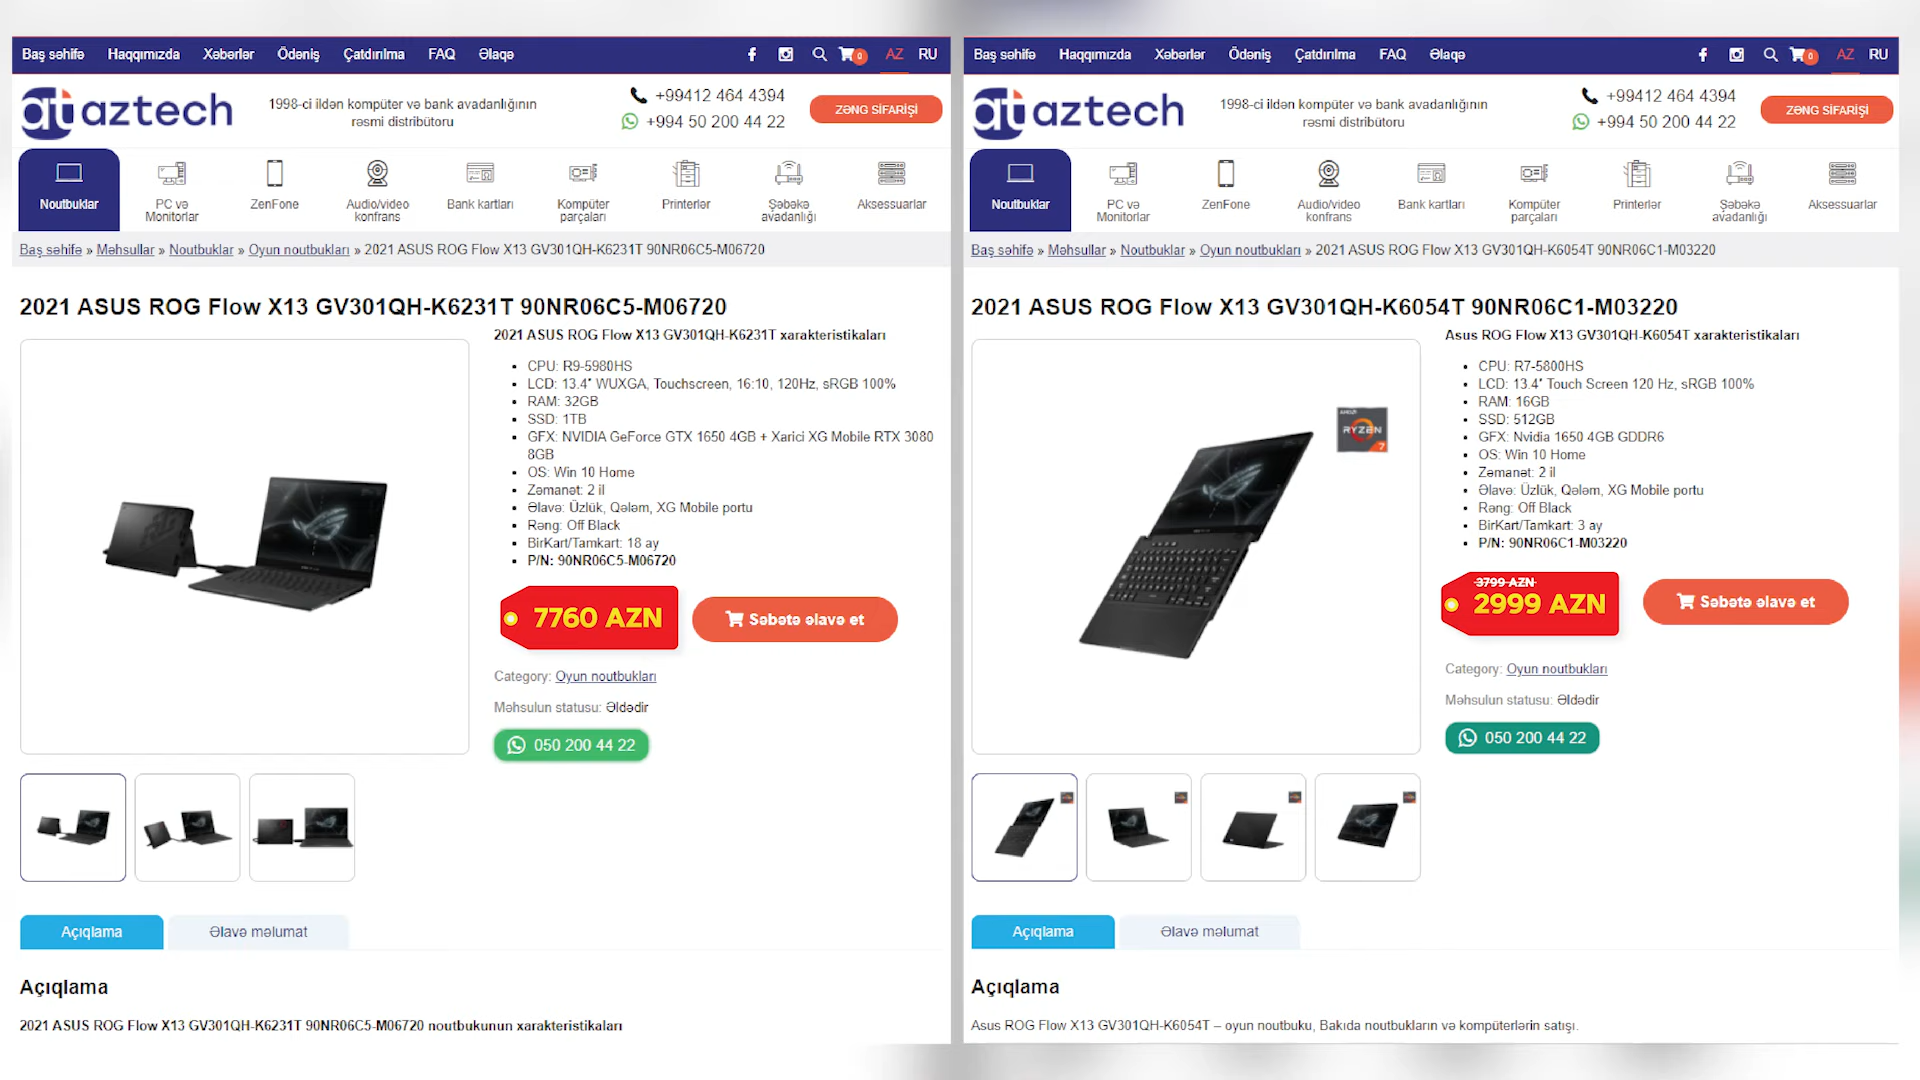 Baş səhifə Haqqımızda Xəbərlər Ödəniş Çatdırılma FAQ Əlaqə 0 AZ RU
at aztech
1998-ci ildən kompüter və bank avadanlığının
rəsmi distribütoru
+99412 464 4394
+994 50 200 44 22
ZƏNG SİFARİŞİ
Noutbuklar
PC və
Monitorlar
ZenFone
Audio/video
konfrans
Bank kartları
Kompüter
parçaları
Printerlər
Şəbəkə
avadanlığı
Aksessuarlar
Baş səhifə » Məhsullar » Noutbuklar » Oyun noutbukları » 2021 ASUS ROG Flow X13 GV301QH-K6231T 90NR06C5-M06720
2021 ASUS ROG Flow X13 GV301QH-K6231T 90NR06C5-M06720
2021 ASUS ROG Flow X13 GV301QH-K6231T xarakteristikaları
CPU: R9-5980HS
LCD: 13.4" WUXGA, Touchscreen, 16:10, 120Hz, sRGB 100%
RAM: 32GB
SSD: 1TB
GFX: NVIDIA GeForce GTX 1650 4GB + Xarici XG Mobile RTX 3080
8GB
OS: Win 10 Home
Zəmanət: 2 il
Əlavə: Üzlük, Qələm, XG Mobile portu
Rəng: Off Black
BirKart/Tamkart: 18 ay
P/N: 90NR06C5-M06720
7760 AZN
Səbətə əlavə et
Category: Oyun noutbukları
Məhsulun statusu: Əldədir
050 200 44 22
Açıqlama
Əlavə məlumat
Açıqlama
2021 ASUS ROG Flow X13 GV301QH-K6231T 90NR06C5-M06720 noutbukunun xarakteristikaları
Baş səhifə Haqqımızda Xəbərlər Ödəniş Çatdırılma FAQ Əlaqə 0 AZ RU
at aztech
1998-ci ildən kompüter və bank avadanlığının
rəsmi distribütoru
+99412 464 4394
+994 50 200 44 22
ZƏNG SİFARİŞİ
Noutbuklar
PC və
Monitorlar
ZenFone
Audio/video
konfrans
Bank kartları
Kompüter
parçaları
Printerlər
Şəbəkə
avadanlığı
Aksessuarlar
Baş səhifə » Məhsullar » Noutbuklar » Oyun noutbukları » 2021 ASUS ROG Flow X13 GV301QH-K6054T 90NR06C1-M03220
2021 ASUS ROG Flow X13 GV301QH-K6054T 90NR06C1-M03220
Asus ROG Flow X13 GV301QH-K6054T xarakteristikaları
AMD
RYZEN
7
CPU: R7-5800HS
LCD: 13.4" Touch Screen 120 Hz, sRGB 100%
RAM: 16GB
SSD: 512GB
GFX: Nvidia 1650 4GB GDDR6
OS: Win 10 Home
Zəmanət: 2 il
Əlavə: Üzlük, Qələm, XG Mobile portu
Rəng: Off Black
BirKart/Tamkart: 3 ay
P/N: 90NR06C1-M03220
3799 AZN
2999 AZN
Səbətə əlavə et
Category: Oyun noutbukları
Məhsulun statusu: Əldədir
050 200 44 22
Açıqlama
Əlavə məlumat
Açıqlama
Asus ROG Flow X13 GV301QH-K6054T – oyun noutbuku, Bakıda noutbukların və kompüterlərin satışı.